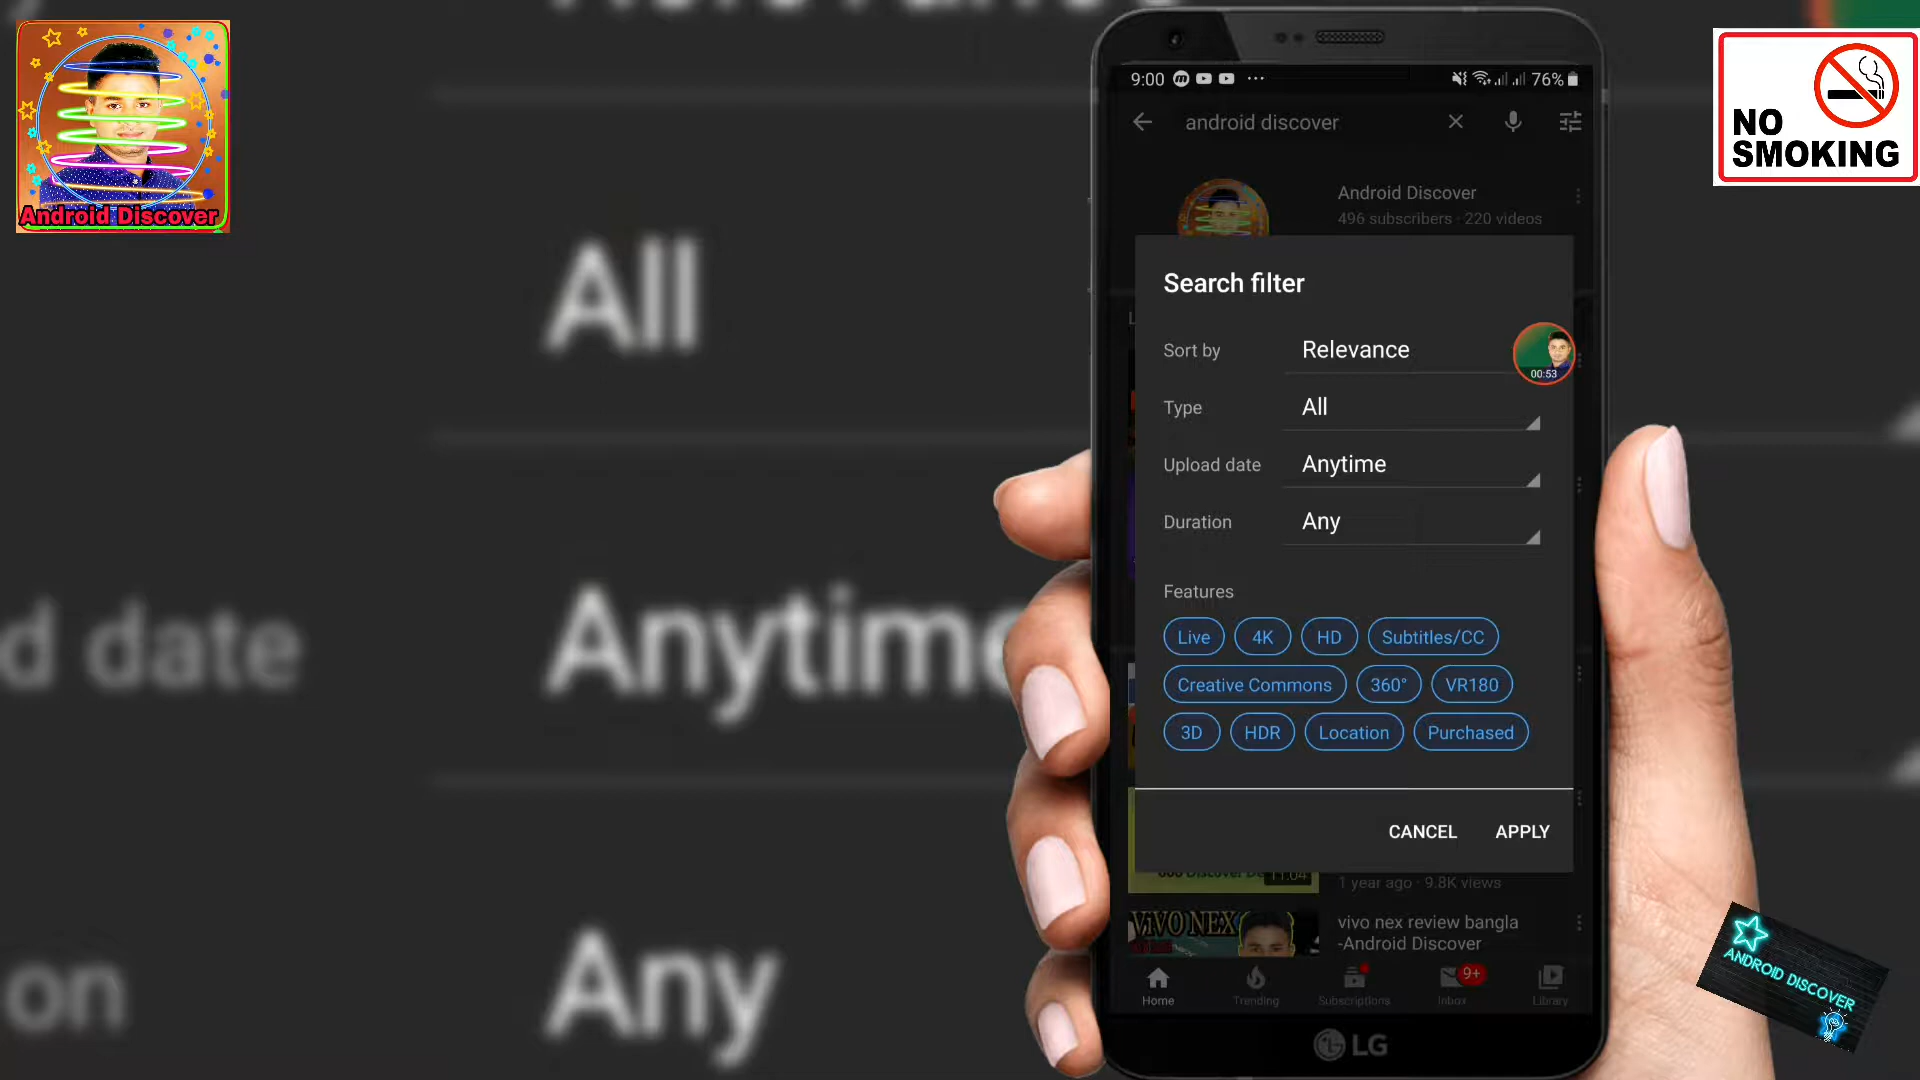 Android Discover
All
d date
Anytime
on
Any
9:00
76%
android discover
Android Discover
496 subscribers · 220 videos
Search filter
Sort by
Relevance
00:53
Type
All
Upload date
Anytime
Duration
Any
Features
Live
4K
HD
Subtitles/CC
Creative Commons
360°
VR180
3D
HDR
Location
Purchased
CANCEL
APPLY
11:04
1 year ago · 9.8K views
VIVO NEX
vivo nex review bangla
-Android Discover
Home
Trending
Subscriptions
9+
Inbox
Library
LG
NO
SMOKING
ANDROID DISCOVER